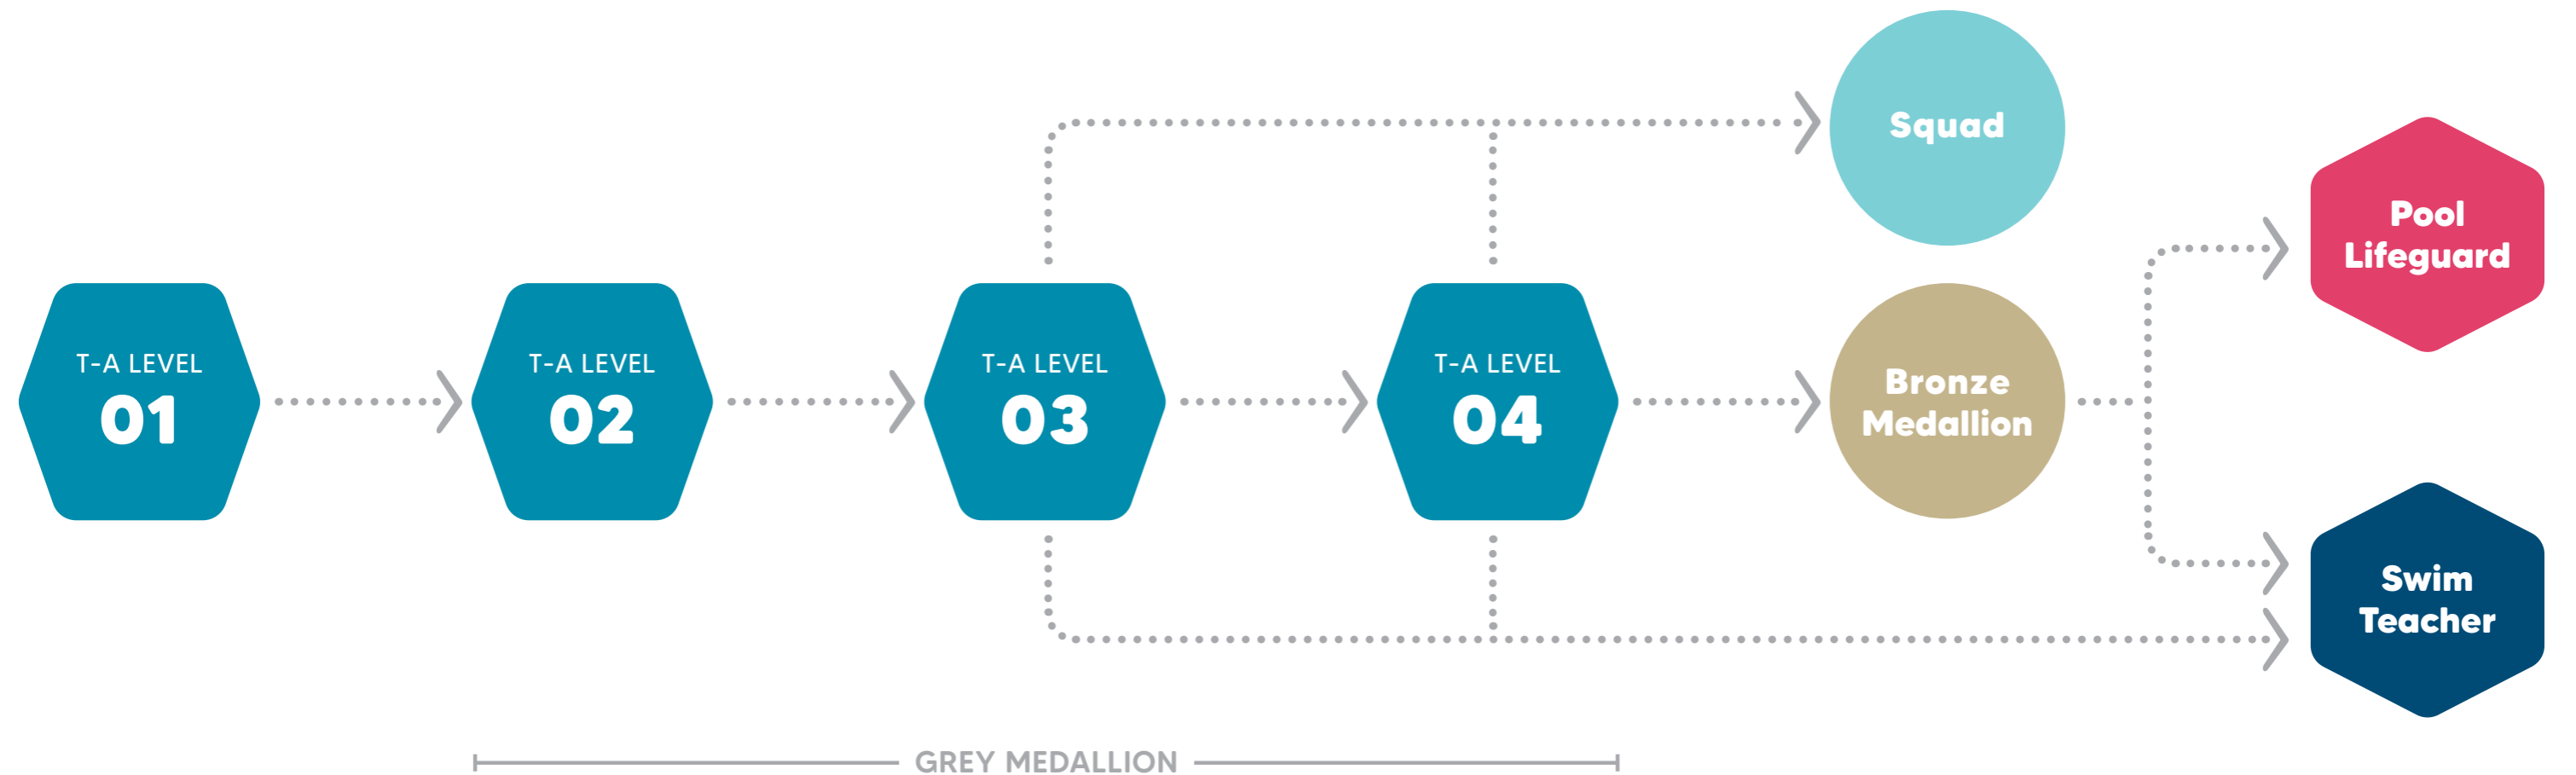 T-A LEVEL
01
T-A LEVEL
02
T-A LEVEL
03
T-A LEVEL
04
Squad
Bronze
Medallion
Pool
Lifeguard
Swim
Teacher
GREY MEDALLION